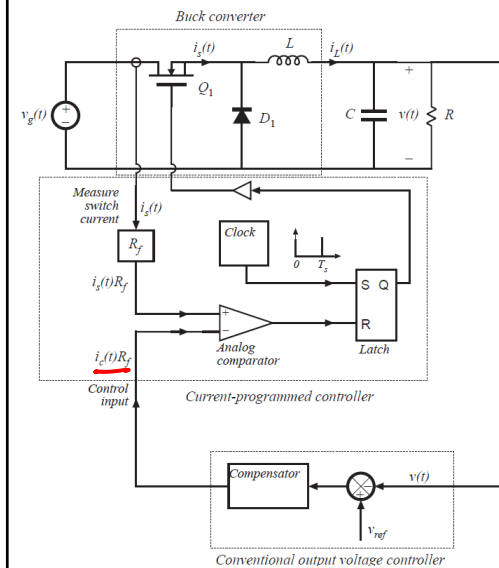 Buck converter
i_s(t)
L
i_L(t)
Q_1
+
v_g(t)
+
−
D_1
C
v(t)
R
−
Measure
switch
current
i_s(t)
Clock
R_f
0
T_s
i_s(t)R_f
S Q
+
−
R
i_c(t)R_f
Analog
comparator
Latch
Control
input
Current-programmed controller
Compensator
−
+
v(t)
v_ref
Conventional output voltage controller